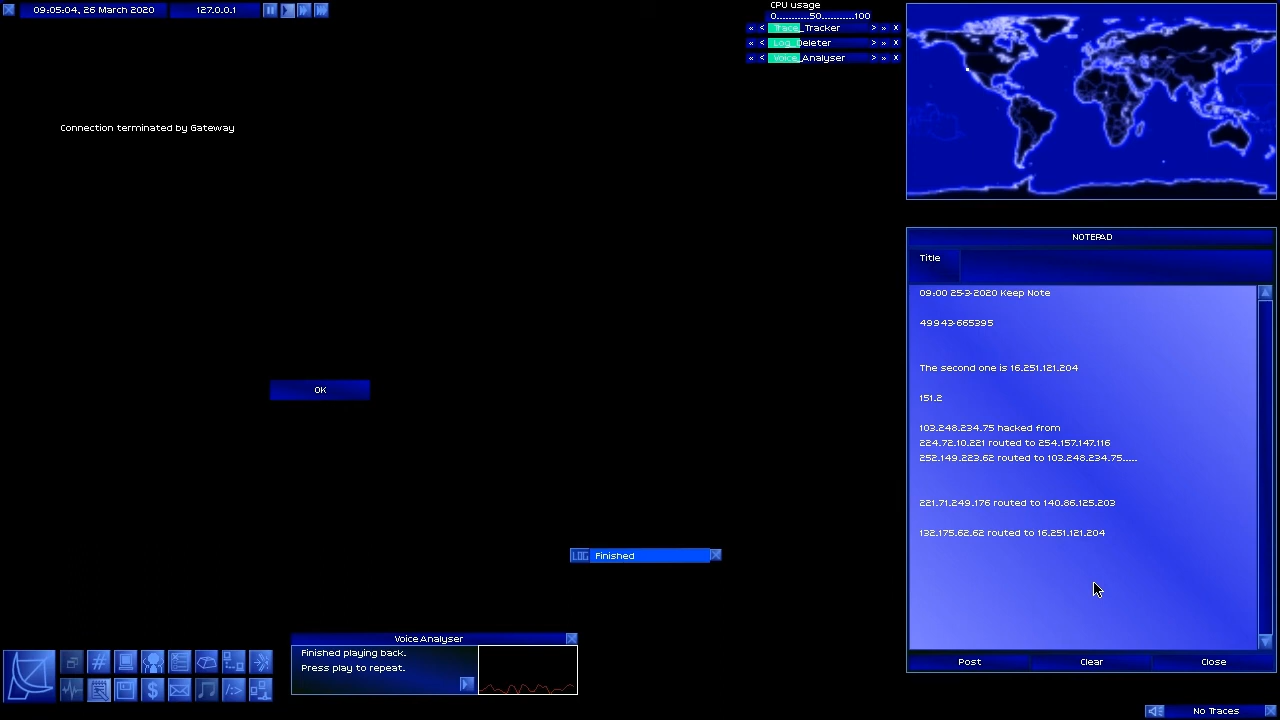 09:05:04, 26 March 2020
127.0.0.1
CPU usage
0...........50...........100
« < Trace_Tracker > » x
« < Log_Deleter > » x
« < Voice_Analyser > » x
Connection terminated by Gateway
OK
NOTEPAD
Title
09:00 25-3-2020 Keep Note
49943-665395
The second one is 16.251.121.204
151.2
103.248.234.75 hacked from
224.72.10.221 routed to 254.157.147.116
252.149.223.62 routed to 103.248.234.75.....
221.71.249.176 routed to 140.86.125.203
132.175.62.62 routed to 16.251.121.204
LOG Finished
Voice Analyser
Finished playing back.
Press play to repeat.
Post
Clear
Close
No Traces